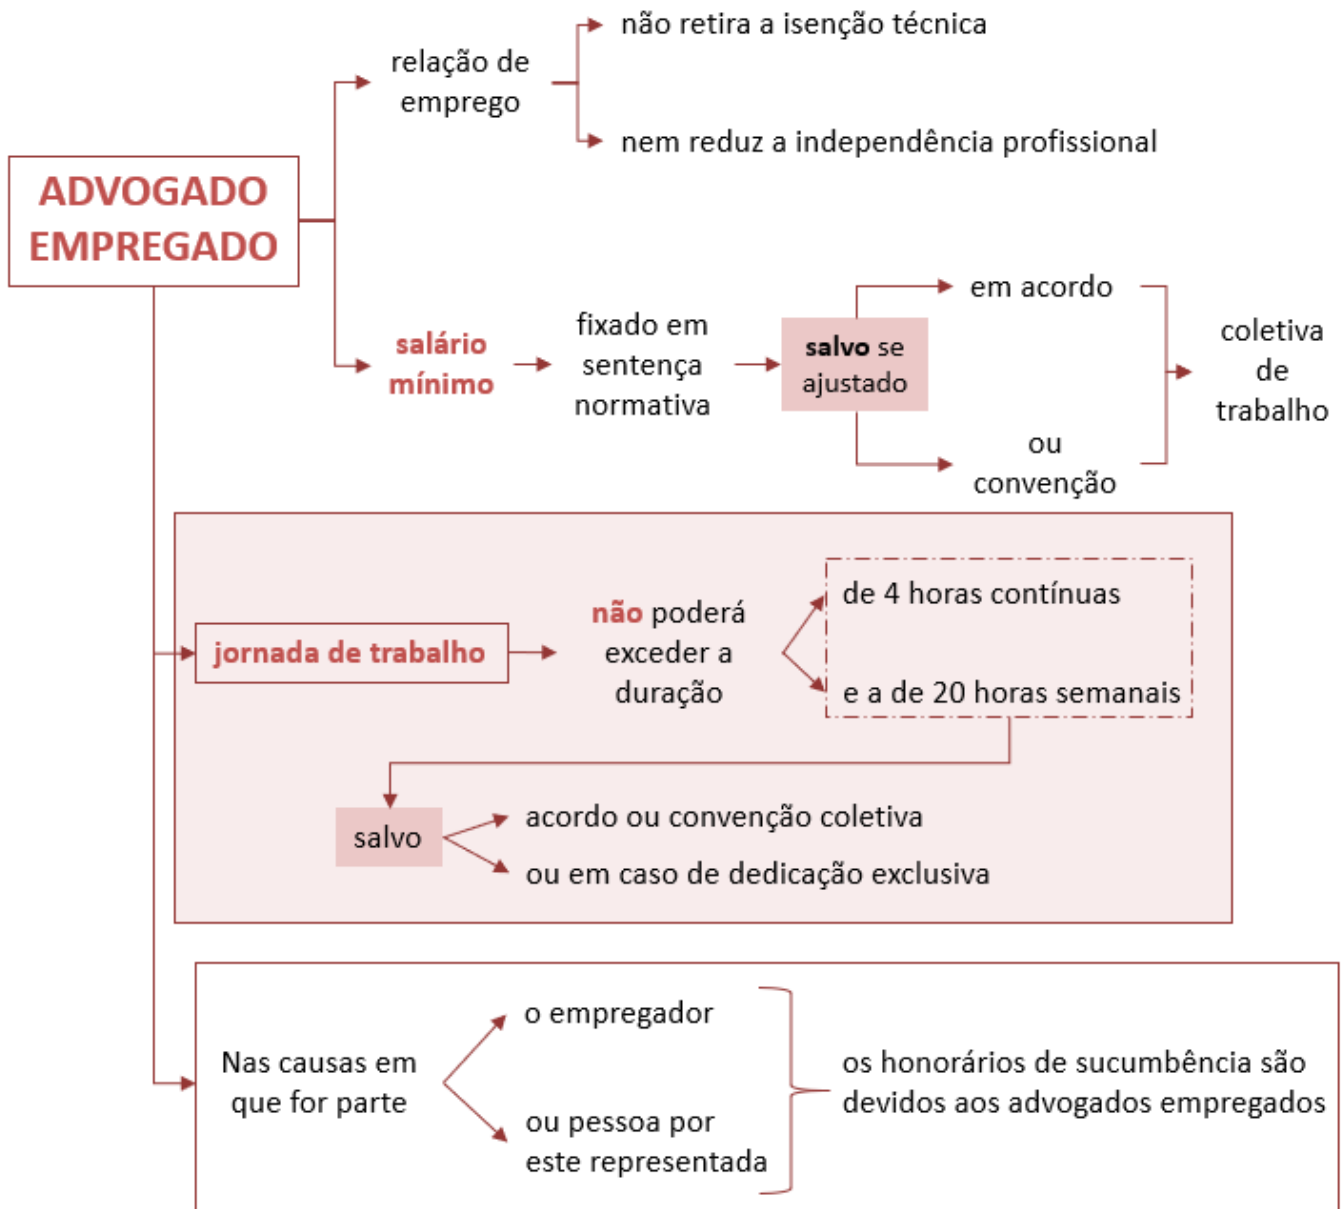 ADVOGADO
EMPREGADO
relação de
emprego
não retira a isenção técnica
nem reduz a independência profissional
salário
mínimo
fixado em
sentença
normativa
salvo se
ajustado
em acordo
ou
convenção
coletiva
de
trabalho
jornada de trabalho
não poderá
exceder a
duração
de 4 horas contínuas
e a de 20 horas semanais
salvo
acordo ou convenção coletiva
ou em caso de dedicação exclusiva
Nas causas em
que for parte
o empregador
ou pessoa por
este representada
os honorários de sucumbência são
devidos aos advogados empregados